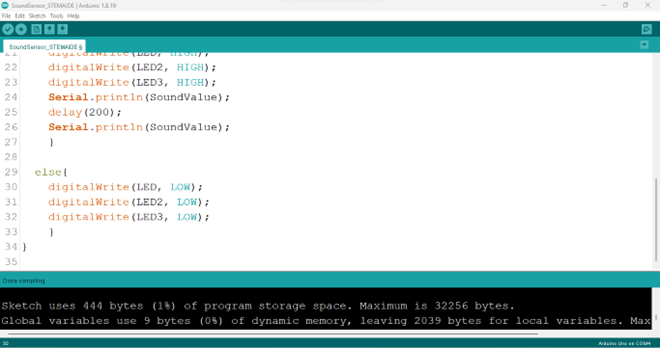 SoundSensor_STEMAIDE | Arduino 1.8.19
File Edit Sketch Tools Help
SoundSensor_STEMAIDE §
21 digitalWrite(LED, HIGH);
22 digitalWrite(LED2, HIGH);
23 digitalWrite(LED3, HIGH);
24 Serial.println(SoundValue);
25 delay(200);
26 Serial.println(SoundValue);
27 }
28
29 else{
30 digitalWrite(LED, LOW);
31 digitalWrite(LED2, LOW);
32 digitalWrite(LED3, LOW);
33 }
34 }
35
Done compiling.
Sketch uses 444 bytes (1%) of program storage space. Maximum is 32256 bytes.
Global variables use 9 bytes (0%) of dynamic memory, leaving 2039 bytes for local variables. Max
32 Arduino Uno on COM4